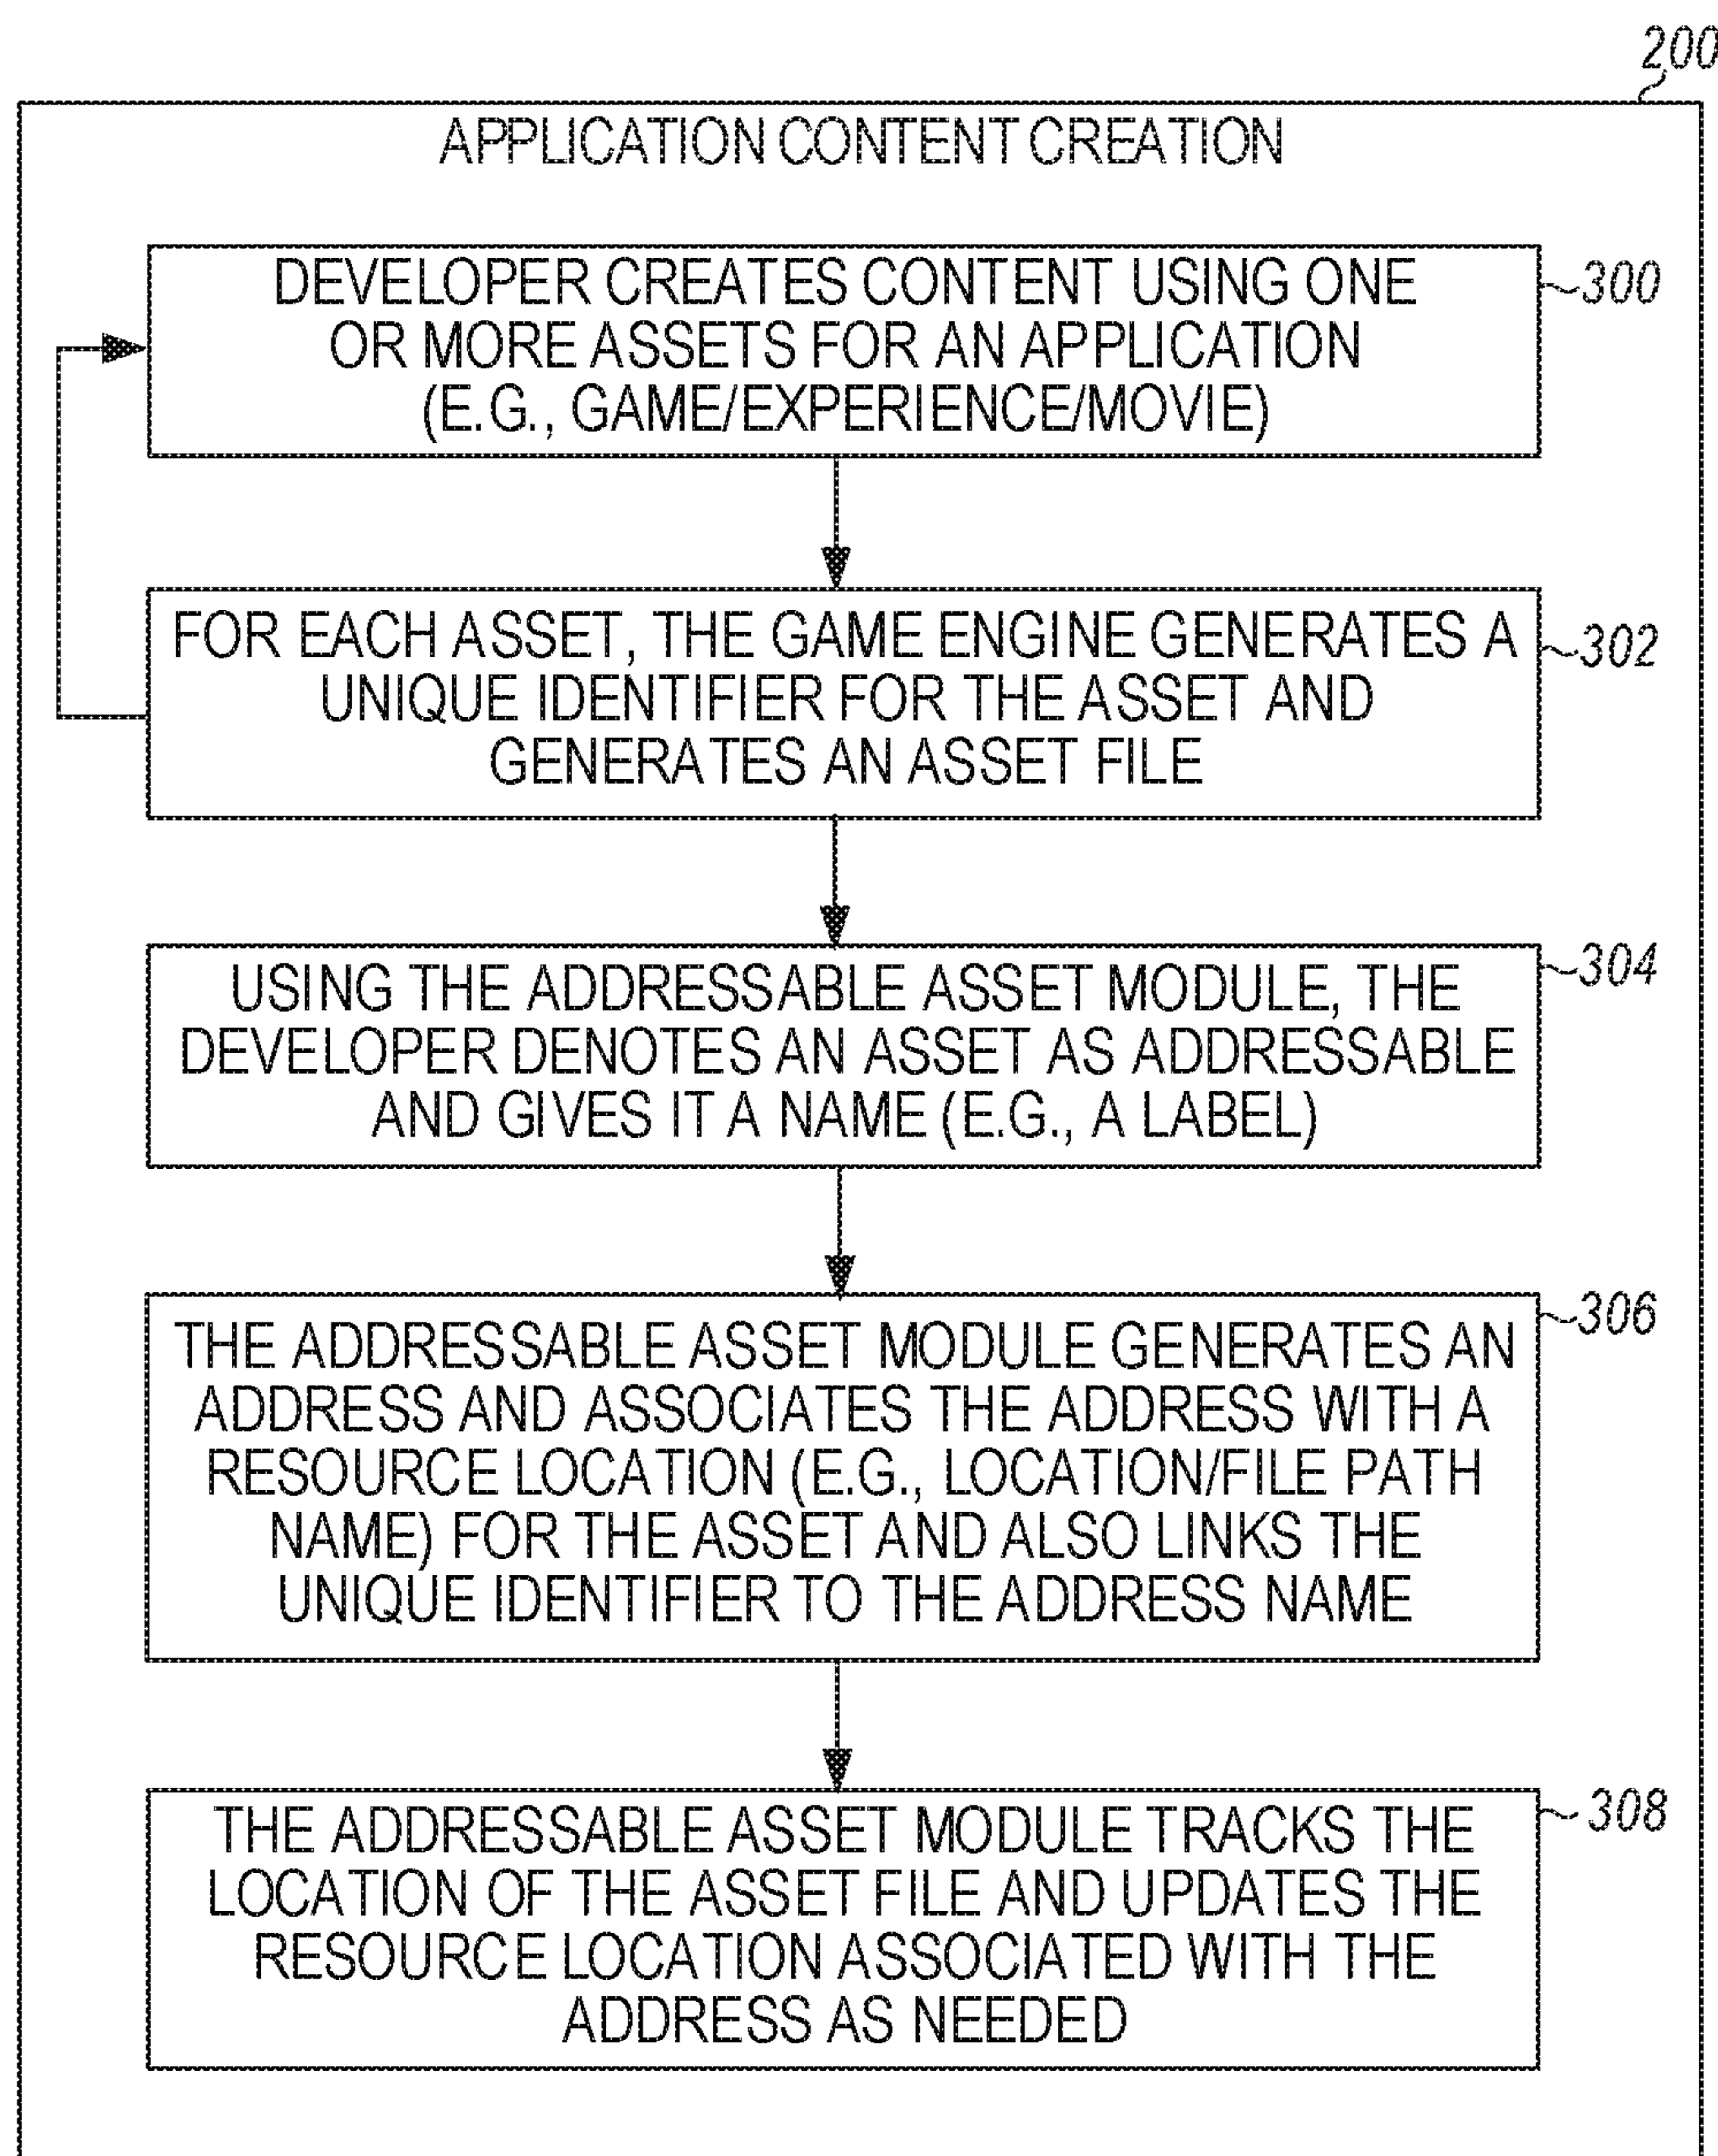 200
APPLICATION CONTENT CREATION
DEVELOPER CREATES CONTENT USING ONE
OR MORE ASSETS FOR AN APPLICATION
(E.G., GAME/EXPERIENCE/MOVIE)
300
FOR EACH ASSET, THE GAME ENGINE GENERATES A
UNIQUE IDENTIFIER FOR THE ASSET AND
GENERATES AN ASSET FILE
302
USING THE ADDRESSABLE ASSET MODULE, THE
DEVELOPER DENOTES AN ASSET AS ADDRESSABLE
AND GIVES IT A NAME (E.G., A LABEL)
304
THE ADDRESSABLE ASSET MODULE GENERATES AN
ADDRESS AND ASSOCIATES THE ADDRESS WITH A
RESOURCE LOCATION (E.G., LOCATION/FILE PATH
NAME) FOR THE ASSET AND ALSO LINKS THE
UNIQUE IDENTIFIER TO THE ADDRESS NAME
306
THE ADDRESSABLE ASSET MODULE TRACKS THE
LOCATION OF THE ASSET FILE AND UPDATES THE
RESOURCE LOCATION ASSOCIATED WITH THE
ADDRESS AS NEEDED
308